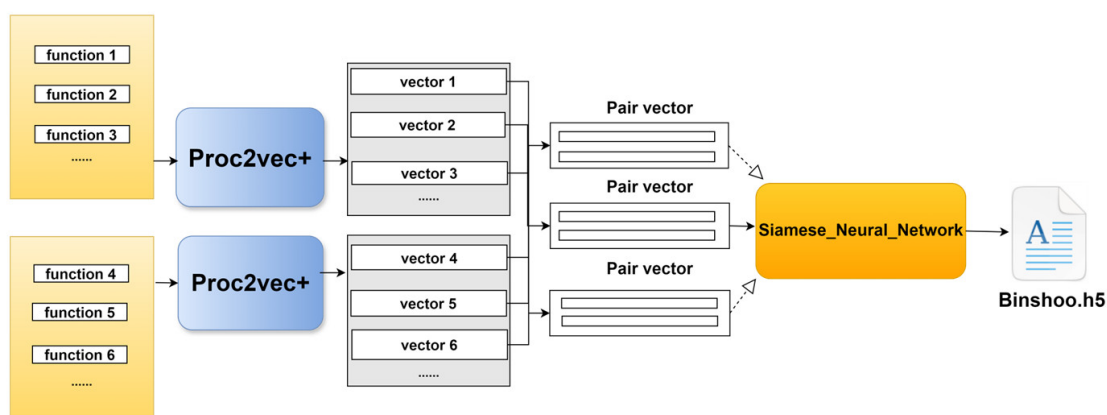 function 1
function 2
function 3
......
Proc2vec+
vector 1
vector 2
vector 3
......
function 4
function 5
function 6
......
Proc2vec+
vector 4
vector 5
vector 6
......
Pair vector
Pair vector
Pair vector
Siamese_Neural_Network
A
Binshoo.h5